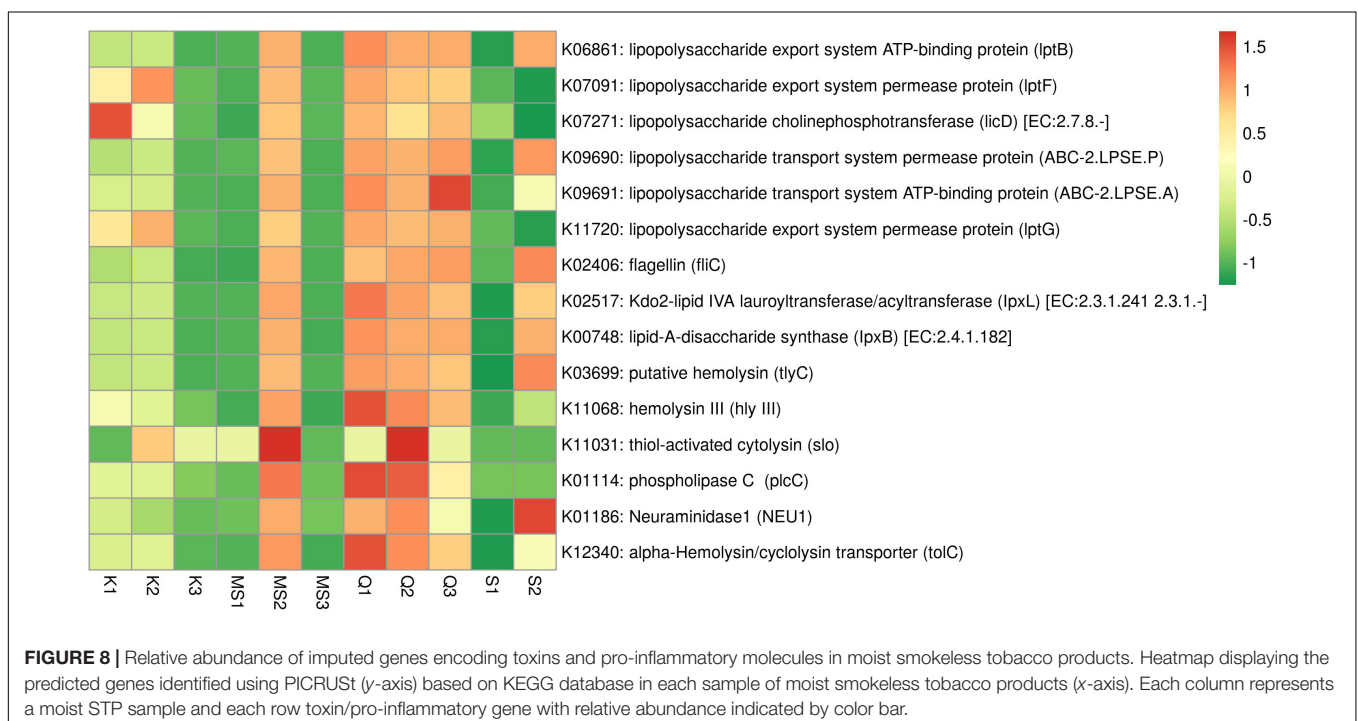 K06861: lipopolysaccharide export system ATP-binding protein (lptB)
K07091: lipopolysaccharide export system permease protein (lptF)
K07271: lipopolysaccharide cholinephosphotransferase (licD) [EC:2.7.8.-]
K09690: lipopolysaccharide transport system permease protein (ABC-2.LPSE.P)
K09691: lipopolysaccharide transport system ATP-binding protein (ABC-2.LPSE.A)
K11720: lipopolysaccharide export system permease protein (lptG)
K02406: flagellin (fliC)
K02517: Kdo2-lipid IVA lauroyltransferase/acyltransferase (lpxL) [EC:2.3.1.241 2.3.1.-]
K00748: lipid-A-disaccharide synthase (lpxB) [EC:2.4.1.182]
K03699: putative hemolysin (tlyC)
K11068: hemolysin III (hly III)
K11031: thiol-activated cytolysin (slo)
K01114: phospholipase C (plcC)
K01186: Neuraminidase1 (NEU1)
K12340: alpha-Hemolysin/cyclolysin transporter (tolC)
1.5
1
0.5
0
-0.5
-1
K1 K2 K3 MS1 MS2 MS3 Q1 Q2 Q3 S1 S2
FIGURE 8 | Relative abundance of imputed genes encoding toxins and pro-inflammatory molecules in moist smokeless tobacco products. Heatmap displaying the
predicted genes identified using PICRUSt (y-axis) based on KEGG database in each sample of moist smokeless tobacco products (x-axis). Each column represents
a moist STP sample and each row toxin/pro-inflammatory gene with relative abundance indicated by color bar.